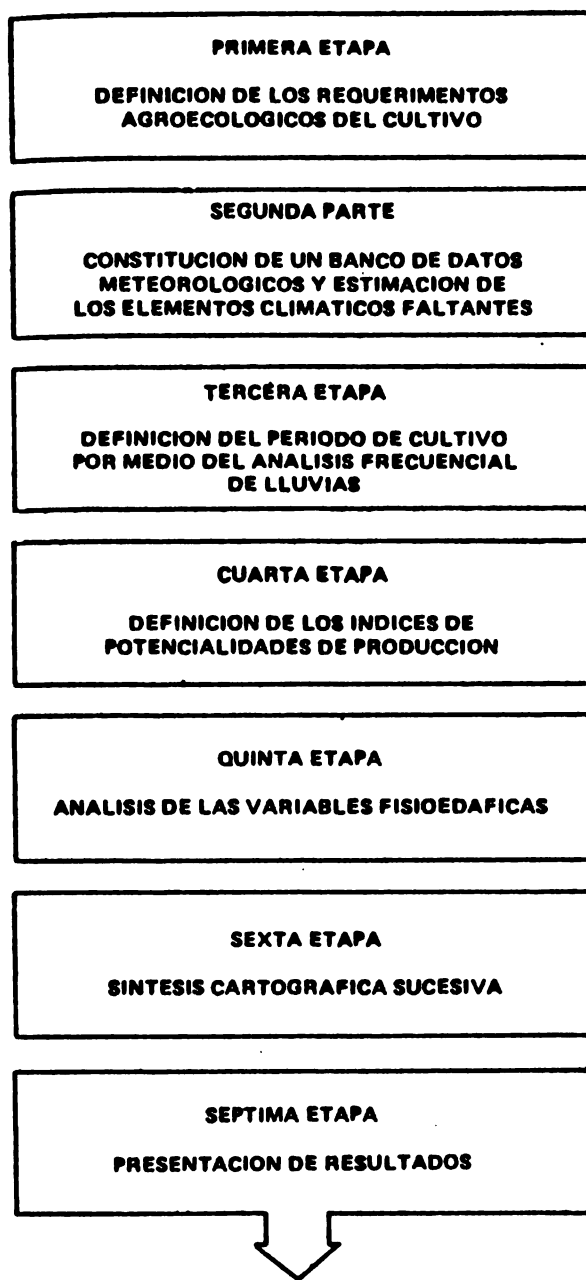 PRIMERA ETAPA
DEFINICION DE LOS REQUERIMENTOS
AGROECOLOGICOS DEL CULTIVO
SEGUNDA PARTE
CONSTITUCION DE UN BANCO DE DATOS
METEOROLOGICOS Y ESTIMACION DE
LOS ELEMENTOS CLIMATICOS FALTANTES
TERCÉRA ETAPA
DEFINICION DEL PERIODO DE CULTIVO
POR MEDIO DEL ANALISIS FRECUENCIAL
DE LLUVIAS
CUARTA ETAPA
DEFINICION DE LOS INDICES DE
POTENCIALIDADES DE PRODUCCION
QUINTA ETAPA
ANALISIS DE LAS VARIABLES FISIOEDAFICAS
SEXTA ETAPA
SINTESIS CARTOGRAFICA SUCESIVA
SEPTIMA ETAPA
PRESENTACION DE RESULTADOS